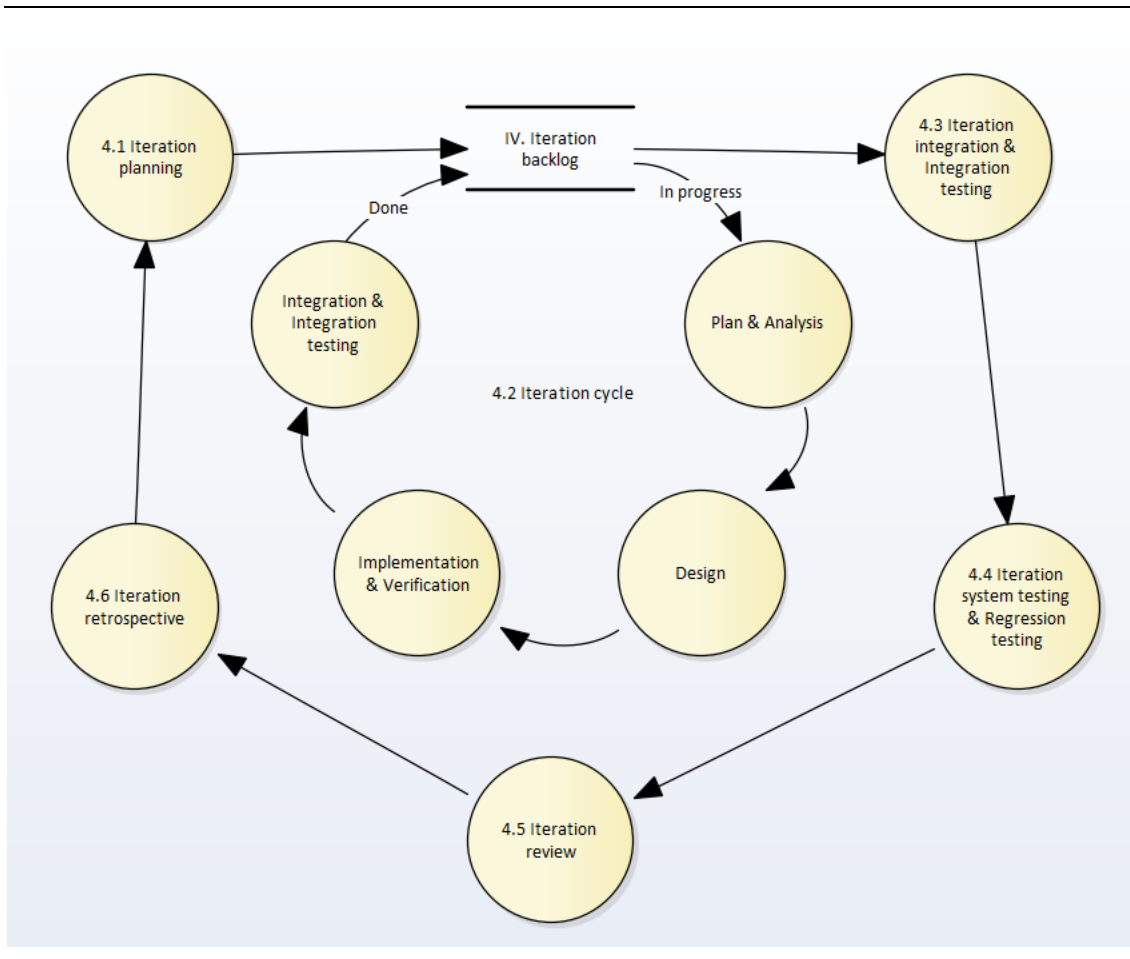 4.1 Iteration
planning
IV. Iteration
backlog
4.3 Iteration
integration &
Integration
testing
In progress
Done
Integration &
Integration
testing
Plan & Analysis
4.2 Iteration cycle
Implementation
& Verification
Design
4.6 Iteration
retrospective
4.4 Iteration
system testing
& Regression
testing
4.5 Iteration
review